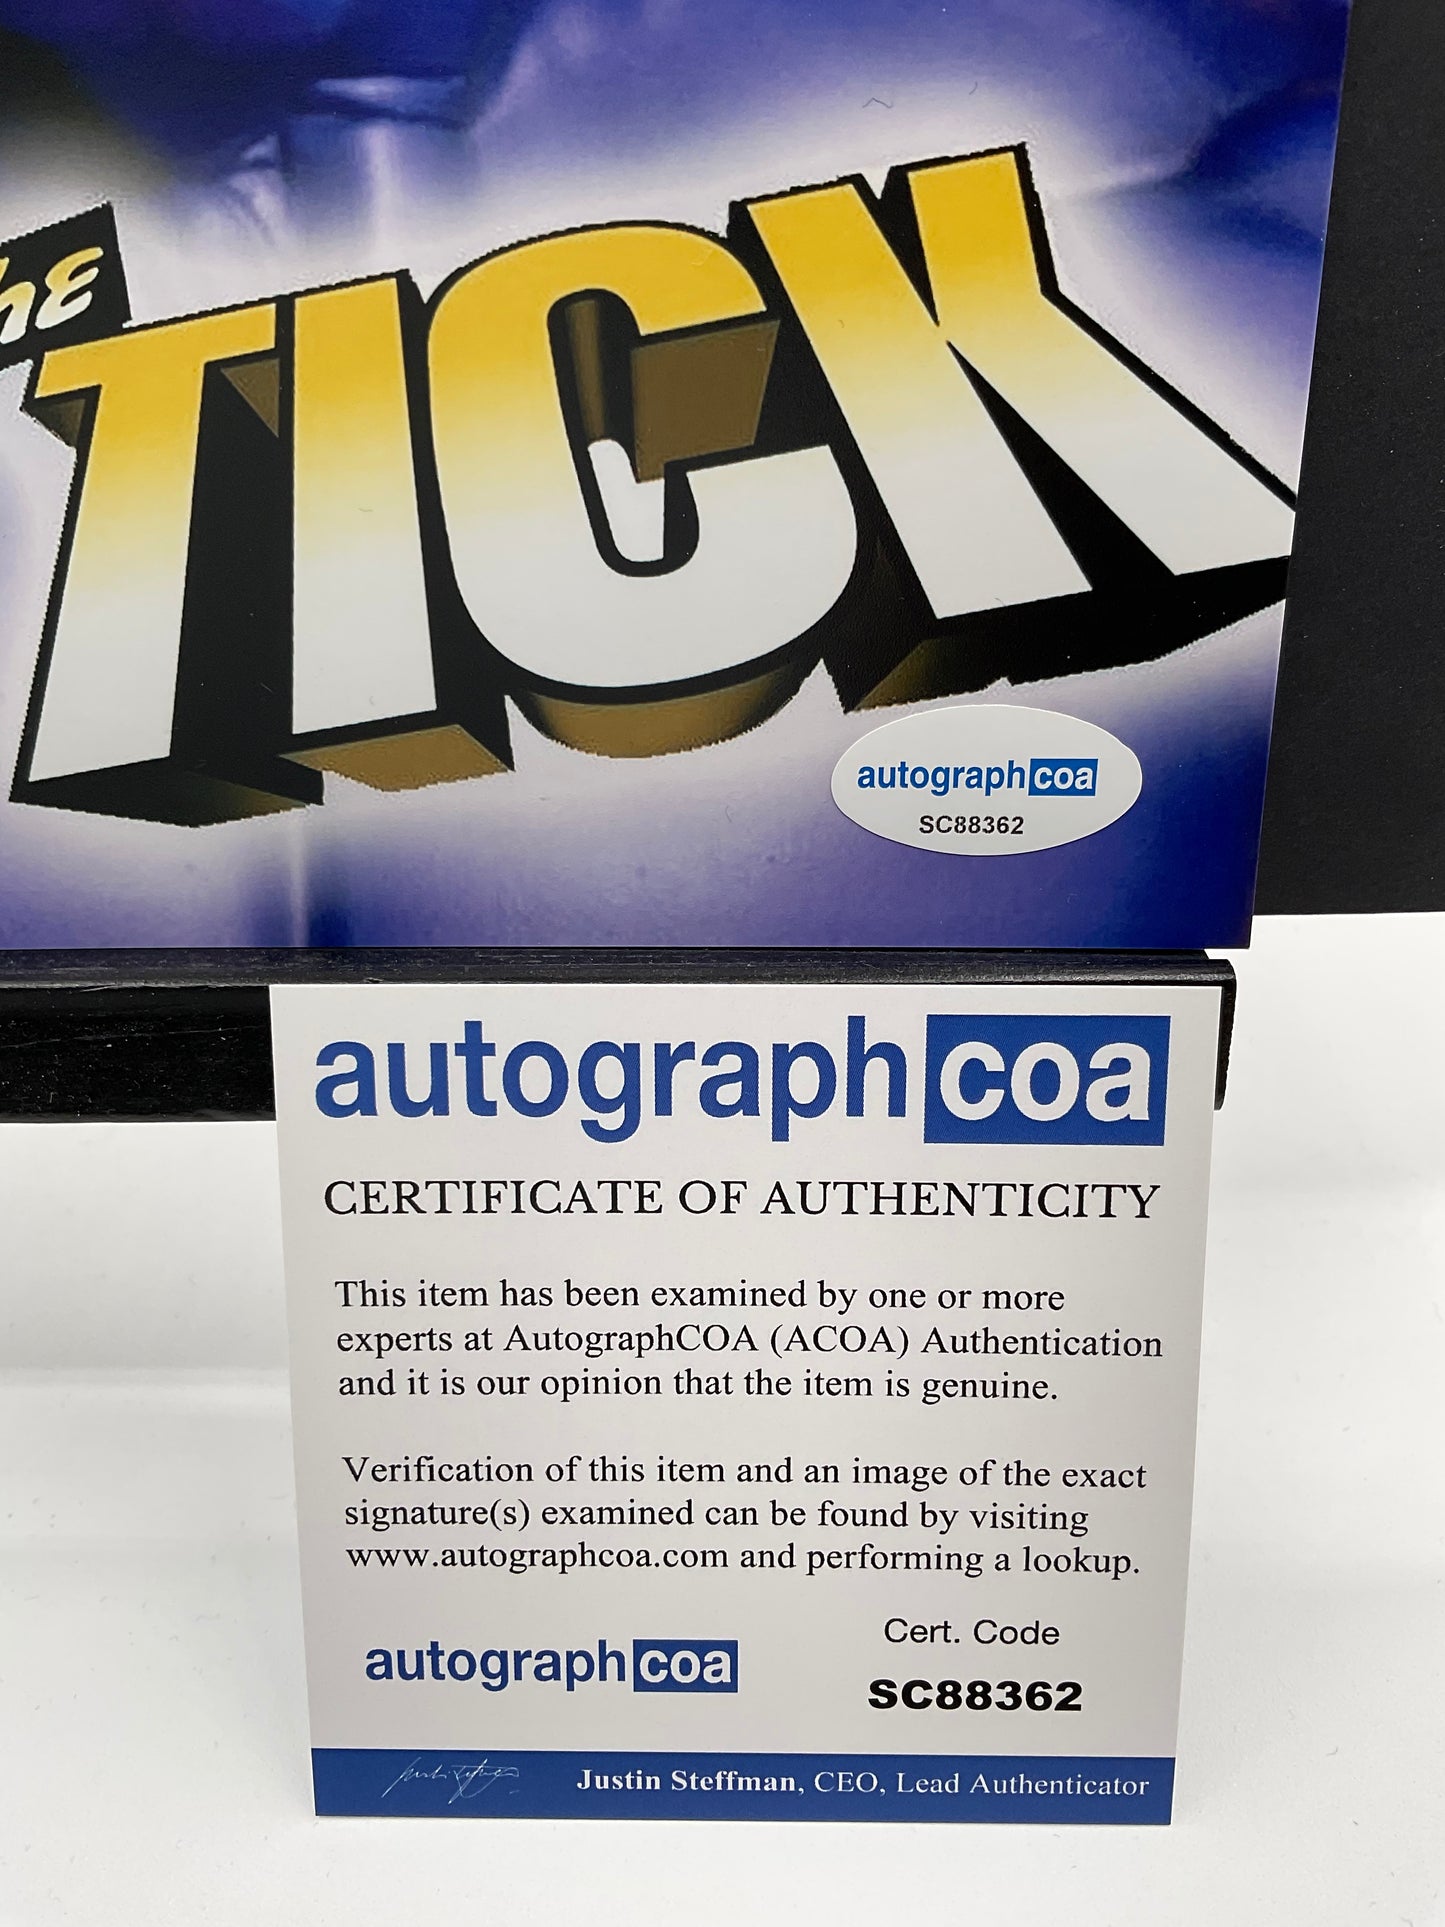 he
TICK
autographcoa
SC88362
autographcoa
CERTIFICATE OF AUTHENTICITY
This item has been examined by one or more
experts at AutographCOA (ACOA) Authentication
and it is our opinion that the item is genuine.
Verification of this item and an image of the exact
signature(s) examined can be found by visiting
www.autographcoa.com and performing a lookup.
Cert. Code
autographcoa
SC88362
Justin Steffman, CEO, Lead Authenticator